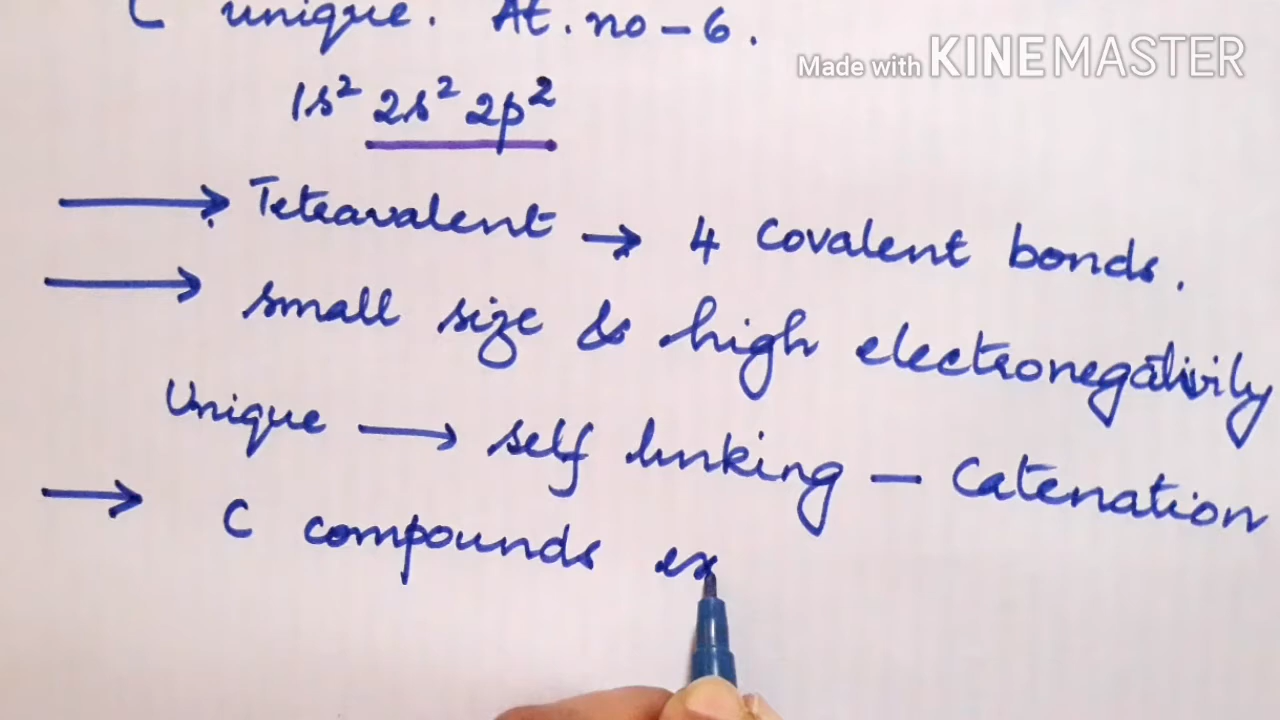 C unique. At. no - 6.
Made with KINEMASTER
1s² 2s² 2p²
→ Tetravalent → 4 covalent bonds.
→ small size & high electronegativity
Unique → self linking - Catenation
→ C compounds ex